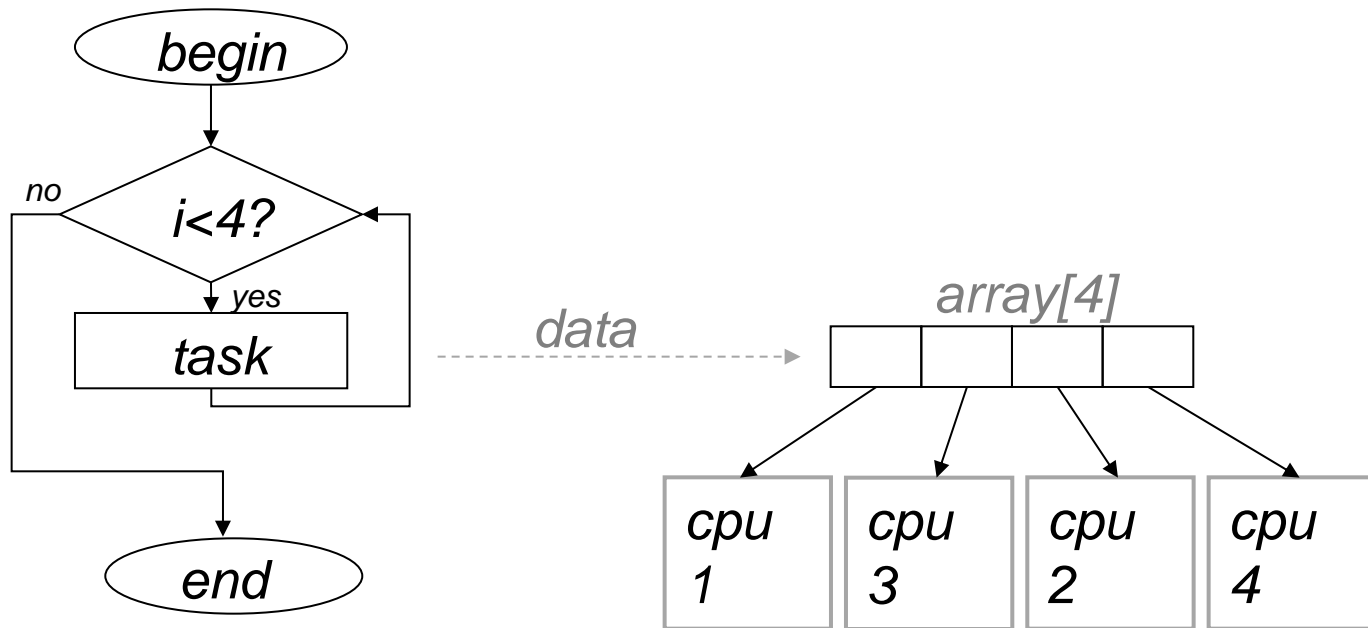 begin
no
i<4?
yes
task
data
array[4]
cpu
1
cpu
3
cpu
2
cpu
4
end